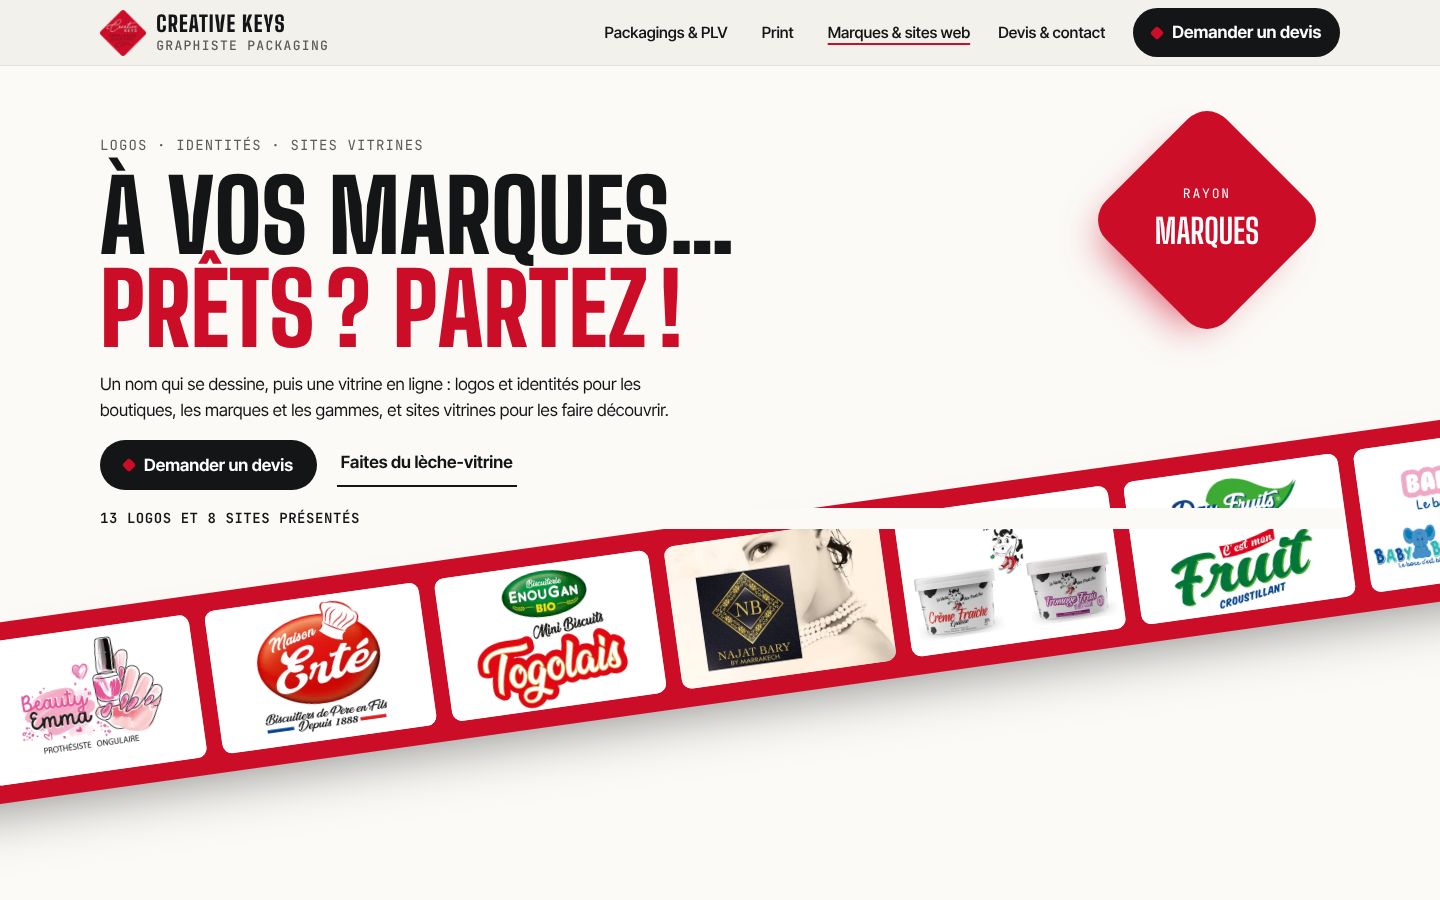 CREATIVE KEYS
GRAPHISTE PACKAGING
Packagings & PLV
Print
Marques & sites web
Devis & contact
Demander un devis
LOGOS · IDENTITÉS · SITES VITRINES
À VOS MARQUES...
PRÊTS ? PARTEZ !
RAYON
MARQUES
Un nom qui se dessine, puis une vitrine en ligne : logos et identités pour les
boutiques, les marques et les gammes, et sites vitrines pour les faire découvrir.
Demander un devis
Faites du lèche-vitrine
13 LOGOS ET 8 SITES PRÉSENTÉS
Beauty
Emma
PROTHÉSISTE ONGULAIRE
Maison
Erté
Biscuitiers de Père en Fils
Depuis 1888
Biscuiterie
ENOUGAN
BIO
Mini Biscuits
Togolais
NB
NAJAT BARY
BY MARRAKECH
Crème Fraîche
Fromage Frais
Fruits
C'est mon
Fruit
CROUSTILLANT